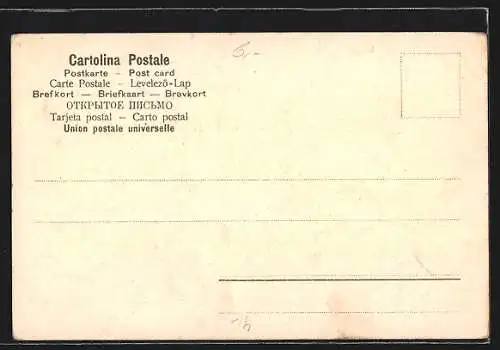 Cartolina Postale
Postkarte – Post card
Carte Postale – Levelező-Lap
Brefkort — Briefkaart — Brevkort
ОТКРЫТОЕ ПИСЬМО
Tarjeta postal – Carto postal
Union postale universelle